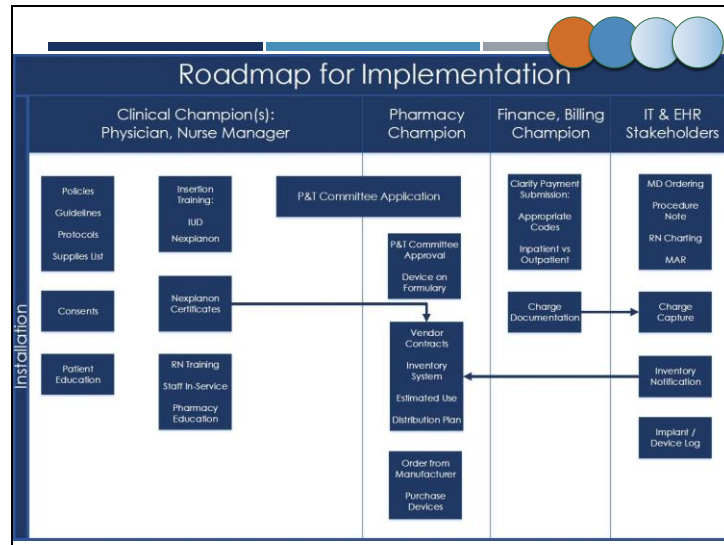 Roadmap for Implementation
Installation
Clinical Champion(s):
Physician, Nurse Manager
Pharmacy
Champion
Finance, Billing
Champion
IT & EHR
Stakeholders
Policies
Guidelines
Protocols
Supplies List
Consents
Patient
Education
Insertion
Training:
IUD
Nexplanon
Nexplanon
Certificates
RN Training
Staff In-Service
Pharmacy
Education
P&T Committee Application
P&T Committee
Approval
Device on
Formulary
Vendor
Contracts
Inventory
System
Estimated Use
Distribution Plan
Order from
Manufacturer
Purchase
Devices
Clarify Payment
Submission:
Appropriate
Codes
Inpatient vs
Outpatient
Charge
Documentation
MD Ordering
Procedure
Note
RN Charting
MAR
Charge
Capture
Inventory
Notification
Implant /
Device Log